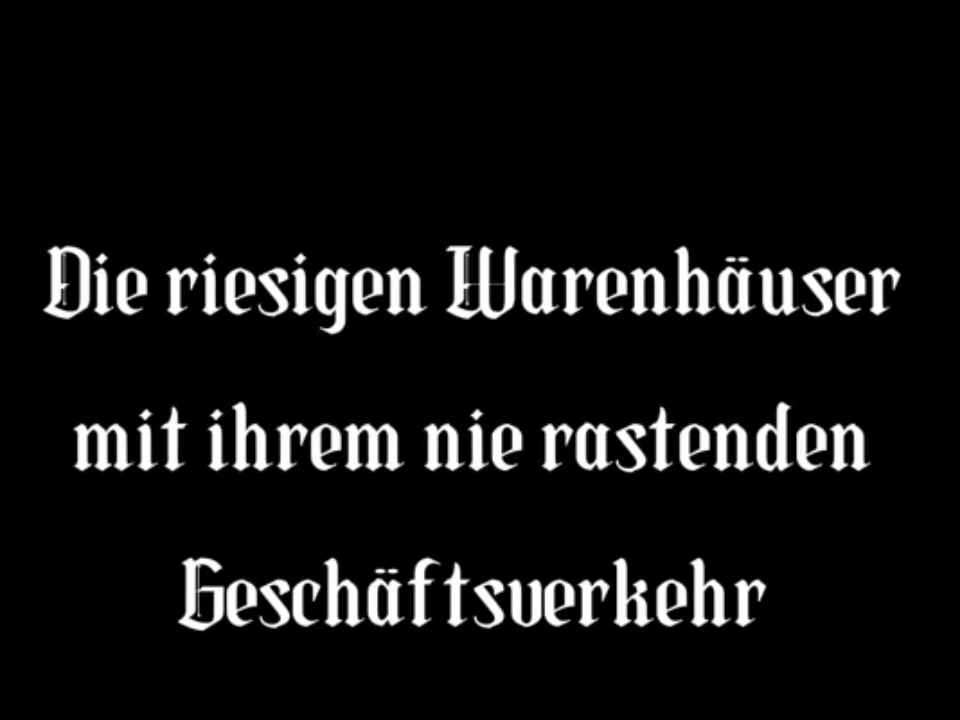 Die riesigen Warenhäuser
mit ihrem nie rastenden
Geschäftsverkehr